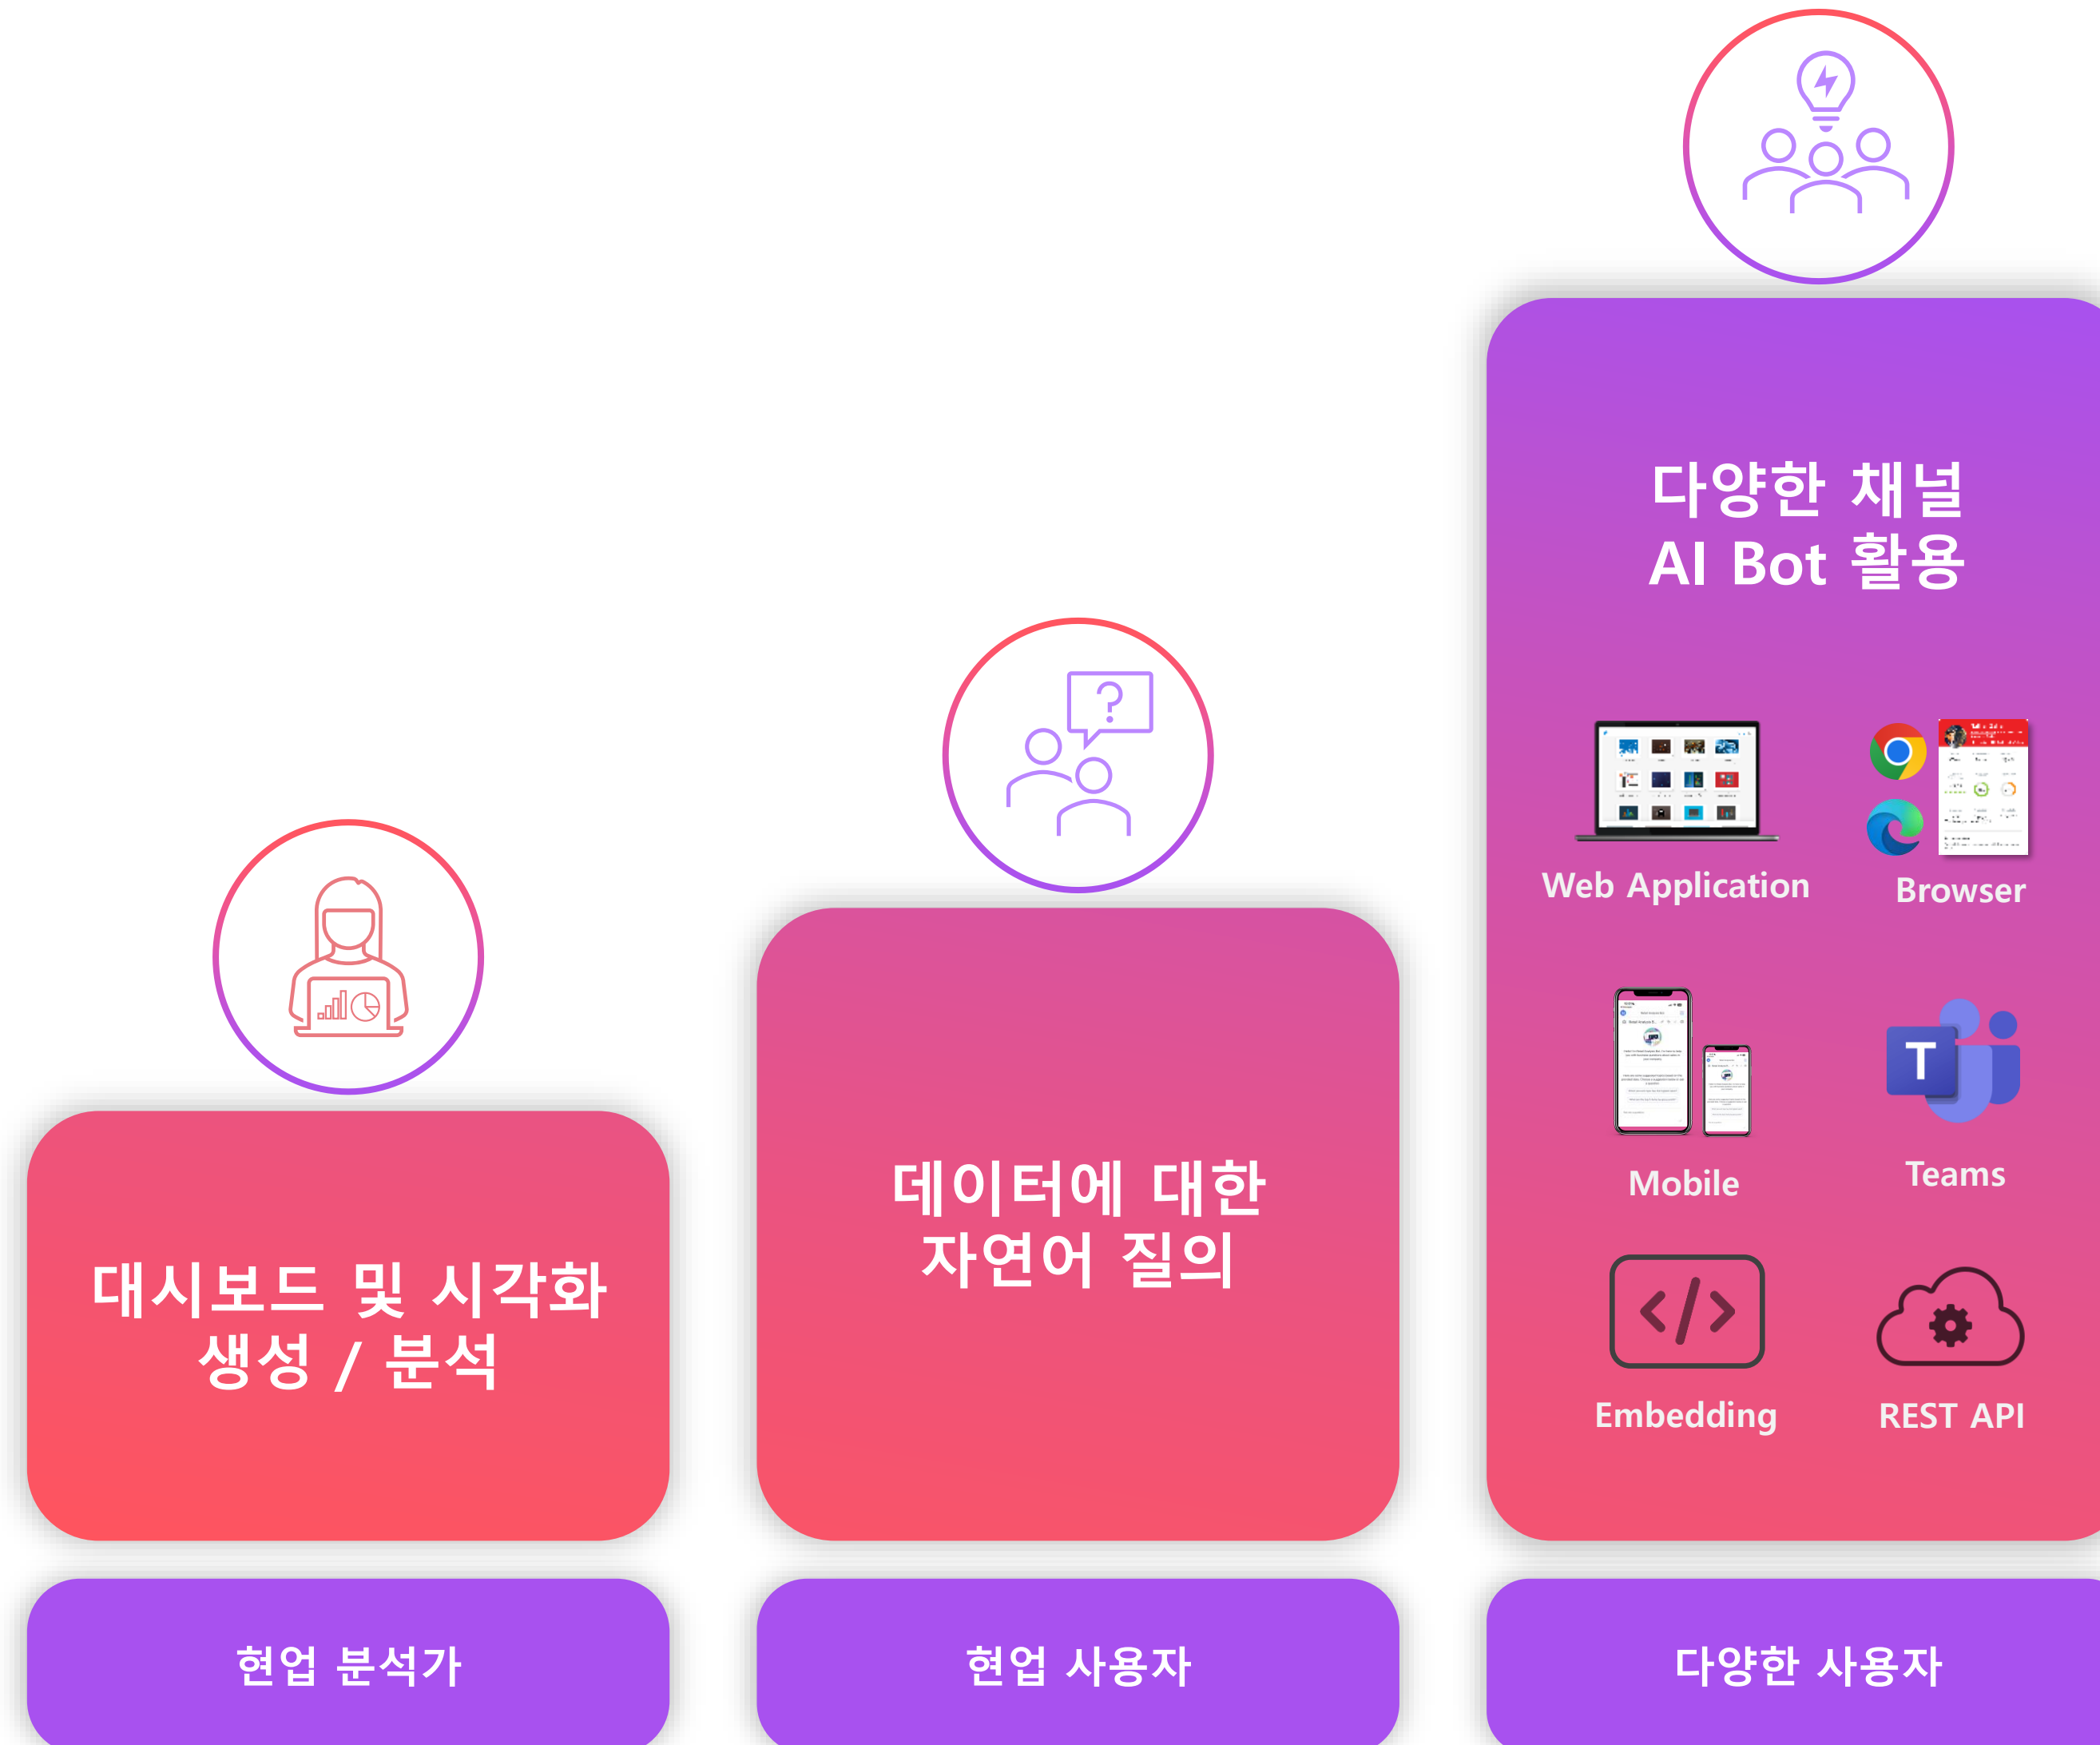 다양한 채널
AI Bot 활용
Web Application
Browser
Mobile
T
Teams
Embedding
REST API
데이터에 대한
자연어 질의
대시보드 및 시각화
생성 / 분석
현업 분석가
현업 사용자
다양한 사용자